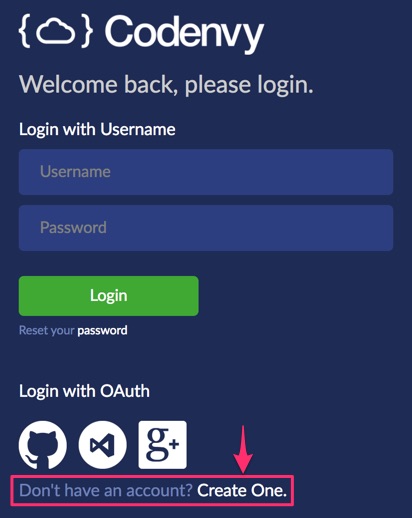 { } Codenvy
Welcome back, please login.
Login with Username
Username
Password
Login
Reset your password
Login with OAuth
g+
Don't have an account? Create One.